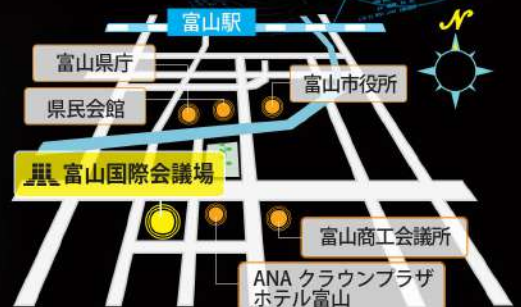 富山駅
N
富山県庁
富山市役所
県民会館
富山国際会議場
富山商工会議所
ANA クラウンプラザ
ホテル富山